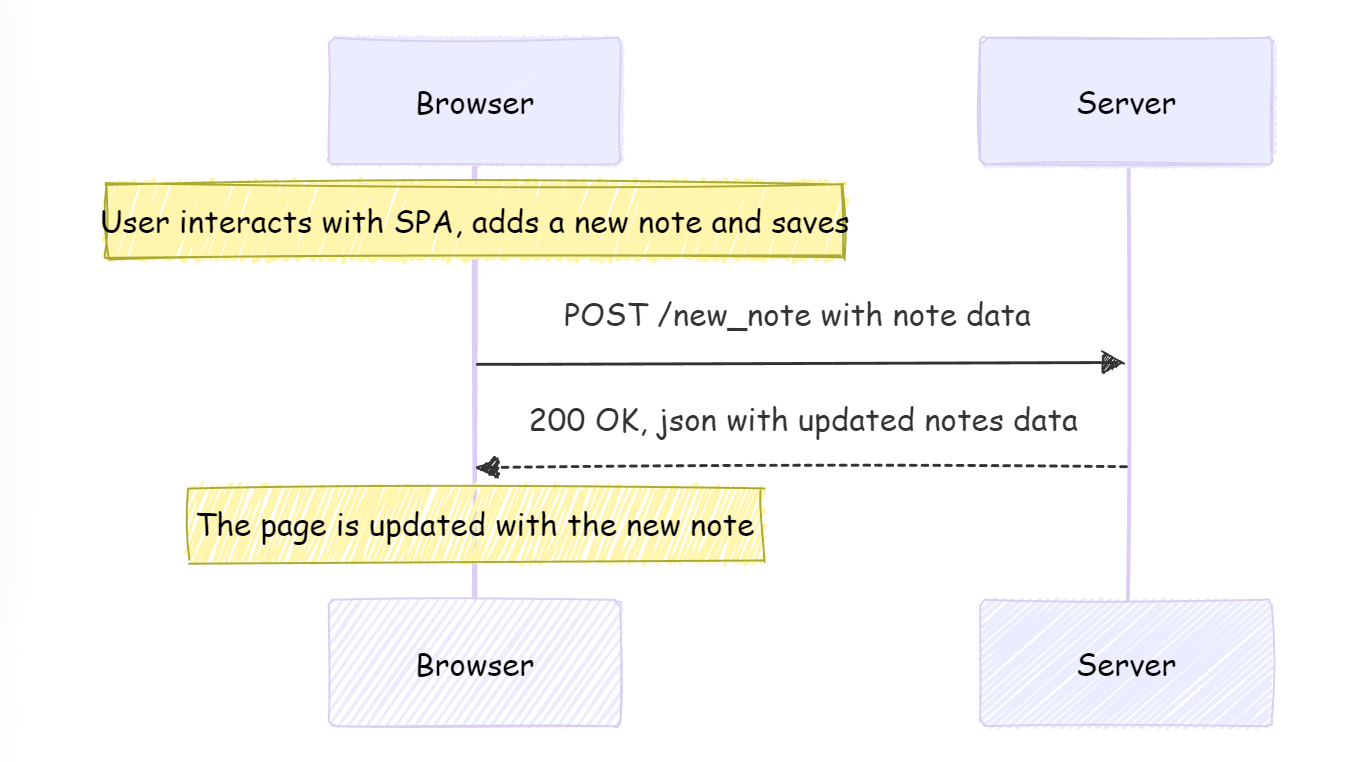 Browser
Server
User interacts with SPA, adds a new note and saves
POST /new_note with note data
200 OK, json with updated notes data
The page is updated with the new note
Browser
Server